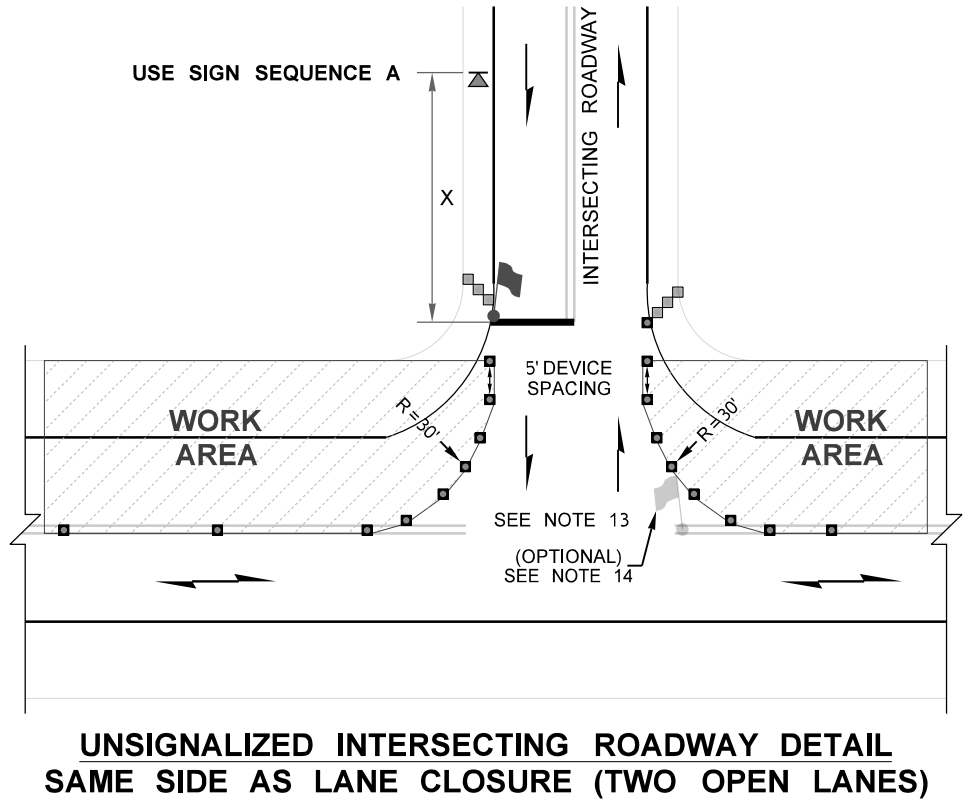 USE SIGN SEQUENCE A
INTERSECTING ROADWAY
X
5' DEVICE
SPACING
WORK
AREA
R = 30'
R = 30'
WORK
AREA
SEE NOTE 13
(OPTIONAL)
SEE NOTE 14
UNSIGNALIZED INTERSECTING ROADWAY DETAIL
SAME SIDE AS LANE CLOSURE (TWO OPEN LANES)